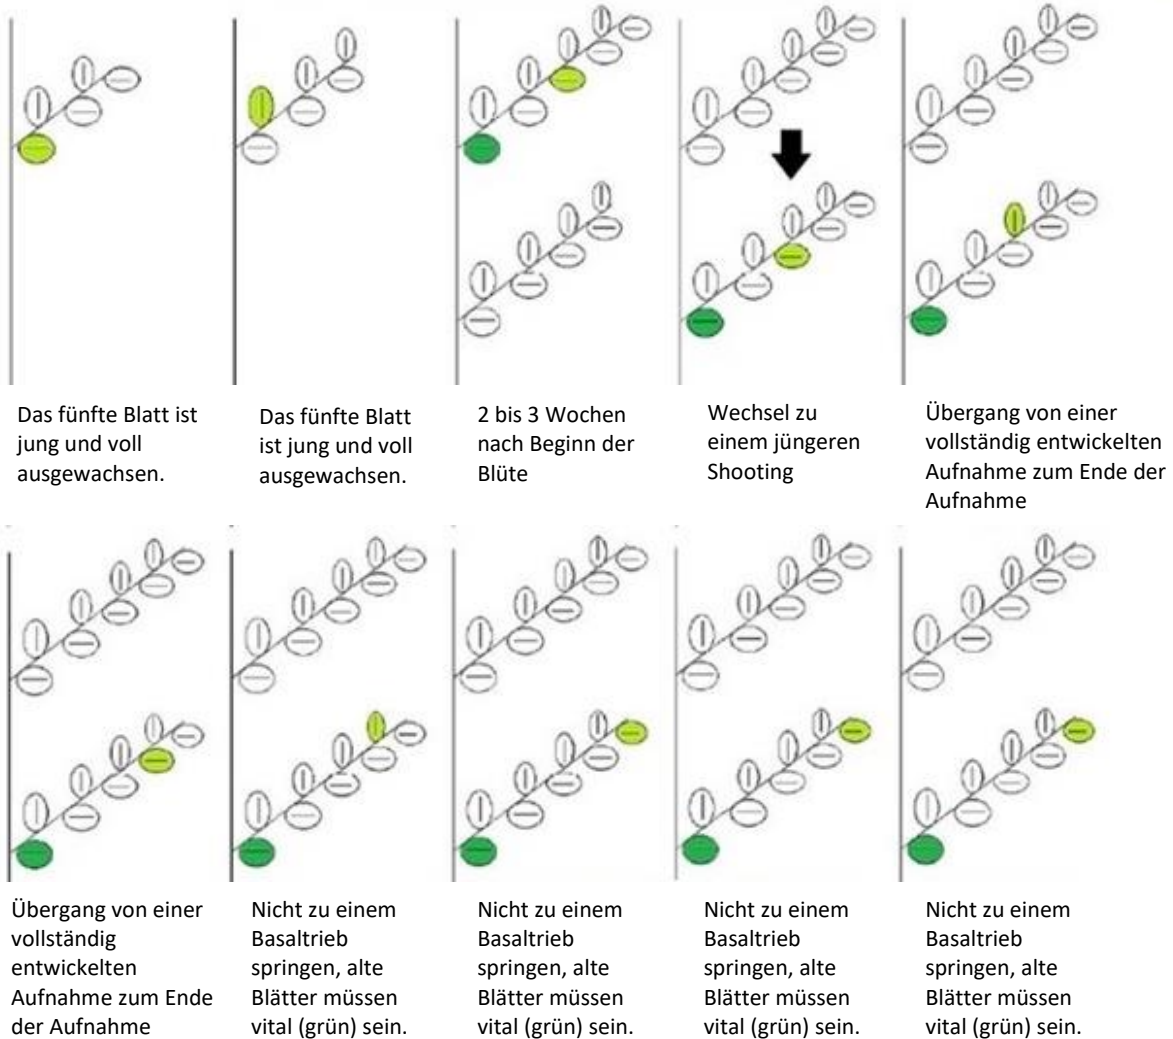 Das fünfte Blatt ist
jung und voll
ausgewachsen.
Das fünfte Blatt
ist jung und voll
ausgewachsen.
2 bis 3 Wochen
nach Beginn der
Blüte
Wechsel zu
einem jüngeren
Shooting
Übergang von einer
vollständig entwickelten
Aufnahme zum Ende der
Aufnahme
Übergang von einer
vollständig
entwickelten
Aufnahme zum Ende
der Aufnahme
Nicht zu einem
Basaltrieb
springen, alte
Blätter müssen
vital (grün) sein.
Nicht zu einem
Basaltrieb
springen, alte
Blätter müssen
vital (grün) sein.
Nicht zu einem
Basaltrieb
springen, alte
Blätter müssen
vital (grün) sein.
Nicht zu einem
Basaltrieb
springen, alte
Blätter müssen
vital (grün) sein.